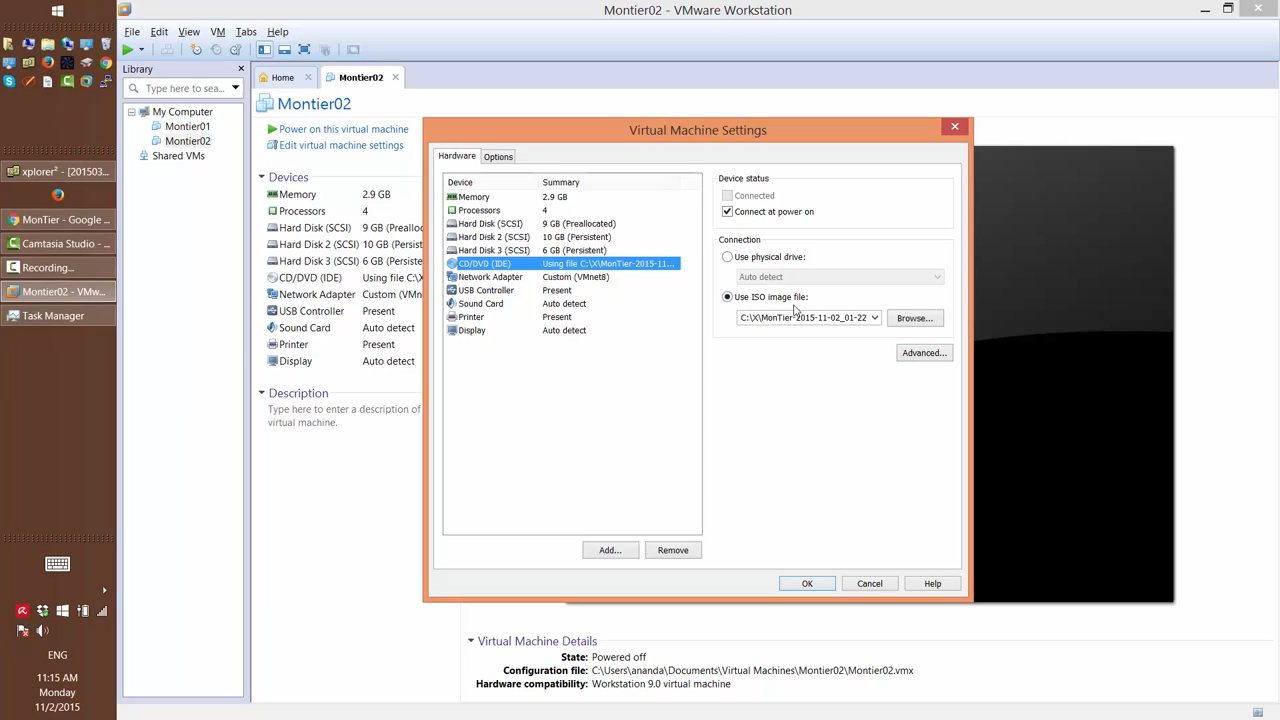 Montier02 - VMware Workstation
File Edit View VM Tabs Help
Library
Type here to sea...
My Computer
Montier01
Montier02
Shared VMs
Home
Montier02
Montier02
Power on this virtual machine
Edit virtual machine settings
Devices
Memory 2.9 GB
Processors 4
Hard Disk (SCSI) 9 GB (Preallo
Hard Disk 2 (SCSI) 10 GB (Persist
Hard Disk 3 (SCSI) 6 GB (Persiste
CD/DVD (IDE) Using file C:\X
Network Adapter Custom (VM
USB Controller Present
Sound Card Auto detect
Printer Present
Display Auto detect
Description
Type here to enter a description of
virtual machine.
Virtual Machine Settings
Hardware Options
Device Summary
Memory 2.9 GB
Processors 4
Hard Disk (SCSI) 9 GB (Preallocated)
Hard Disk 2 (SCSI) 10 GB (Persistent)
Hard Disk 3 (SCSI) 6 GB (Persistent)
CD/DVD (IDE) Using file C:\X\MonTier-2015-11...
Network Adapter Custom (VMnet8)
USB Controller Present
Sound Card Auto detect
Printer Present
Display Auto detect
Add... Remove
Device status
Connected
Connect at power on
Connection
Use physical drive:
Auto detect
Use ISO image file:
C:\X\MonTier-2015-11-02_01-22
Browse...
Advanced...
OK Cancel Help
Virtual Machine Details
State: Powered off
Configuration file: C:\Users\ananda\Documents\Virtual Machines\Montier02\Montier02.vmx
Hardware compatibility: Workstation 9.0 virtual machine
xplorer² - [201503...
MonTier - Google ...
Camtasia Studio - ...
Recording...
Montier02 - VMw...
Task Manager
ENG
11:15 AM
Monday
11/2/2015